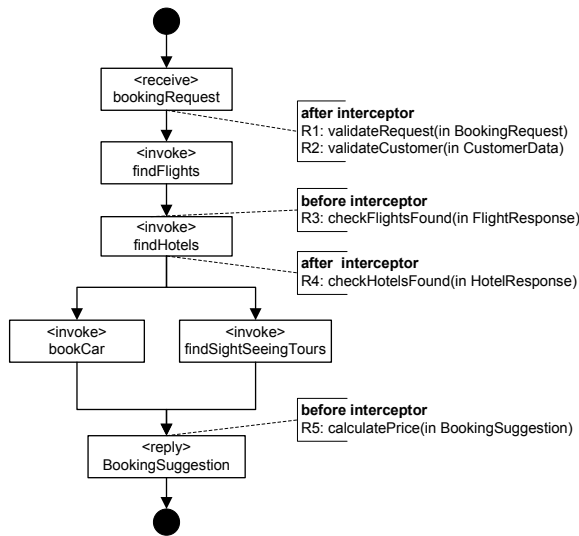 <receive>
bookingRequest
after interceptor
R1: validateRequest(in BookingRequest)
R2: validateCustomer(in CustomerData)
<invoke>
findFlights
before interceptor
R3: checkFlightsFound(in FlightResponse)
<invoke>
findHotels
after interceptor
R4: checkHotelsFound(in HotelResponse)
<invoke>
bookCar
<invoke>
findSightSeeingTours
before interceptor
R5: calculatePrice(in BookingSuggestion)
<reply>
BookingSuggestion